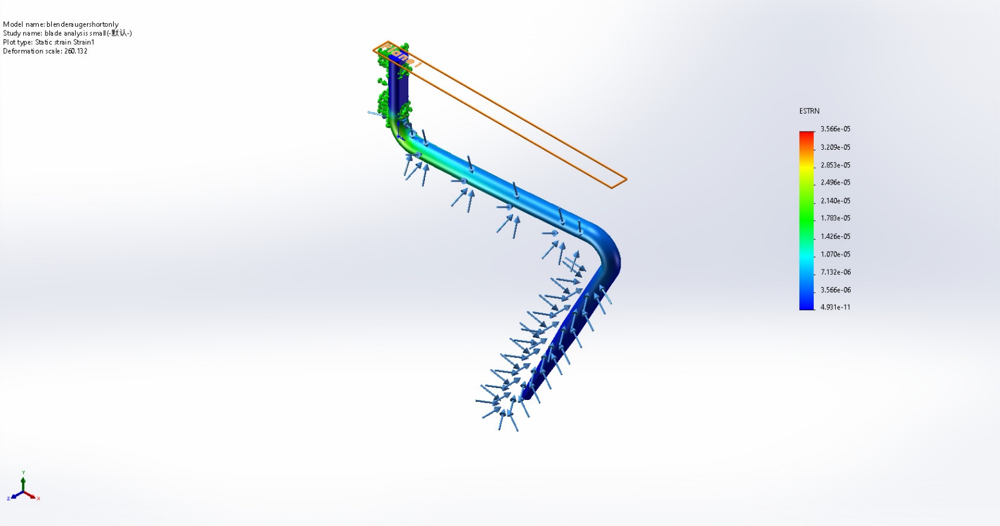 Model name: blenderaugershortonly
Study name: blade analysis small(-默认-)
Plot type: Static strain Strain1
Deformation scale: 260.132
Plane1
ESTRN
3.566e-05
3.209e-05
2.853e-05
2.496e-05
2.140e-05
1.783e-05
1.426e-05
1.070e-05
7.132e-06
3.566e-06
4.931e-11
Y
Z
X